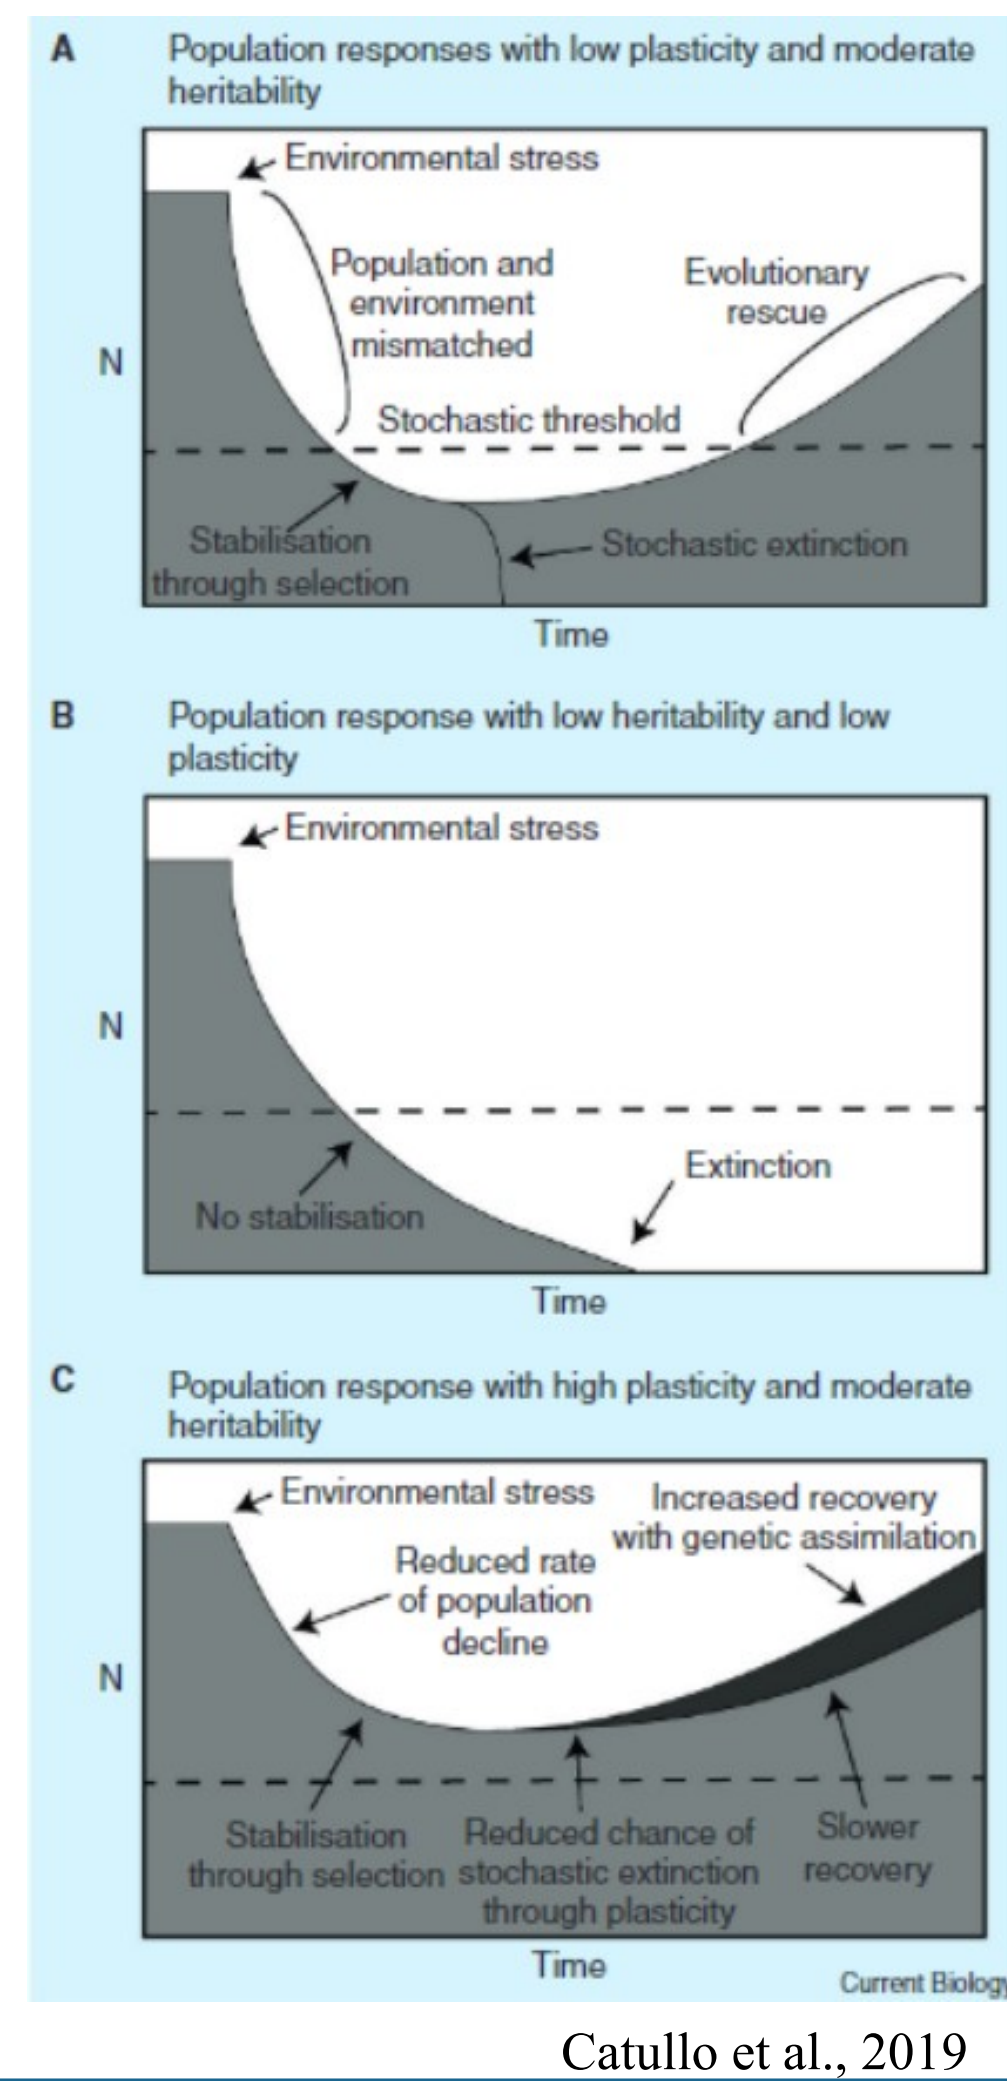 A
Population responses with low plasticity and moderate
heritability
Environmental stress
Population and
environment
mismatched
Evolutionary
rescue
N
Stochastic threshold
Stabilisation
through selection
Stochastic extinction
Time
B
Population response with low heritability and low
plasticity
Environmental stress
N
Extinction
No stabilisation
Time
C
Population response with high plasticity and moderate
heritability
Environmental stress
Increased recovery
with genetic assimilation
Reduced rate
of population
decline
N
Stabilisation
through selection
Reduced chance of
stochastic extinction
through plasticity
Slower
recovery
Time
Current Biology
Catullo et al., 2019